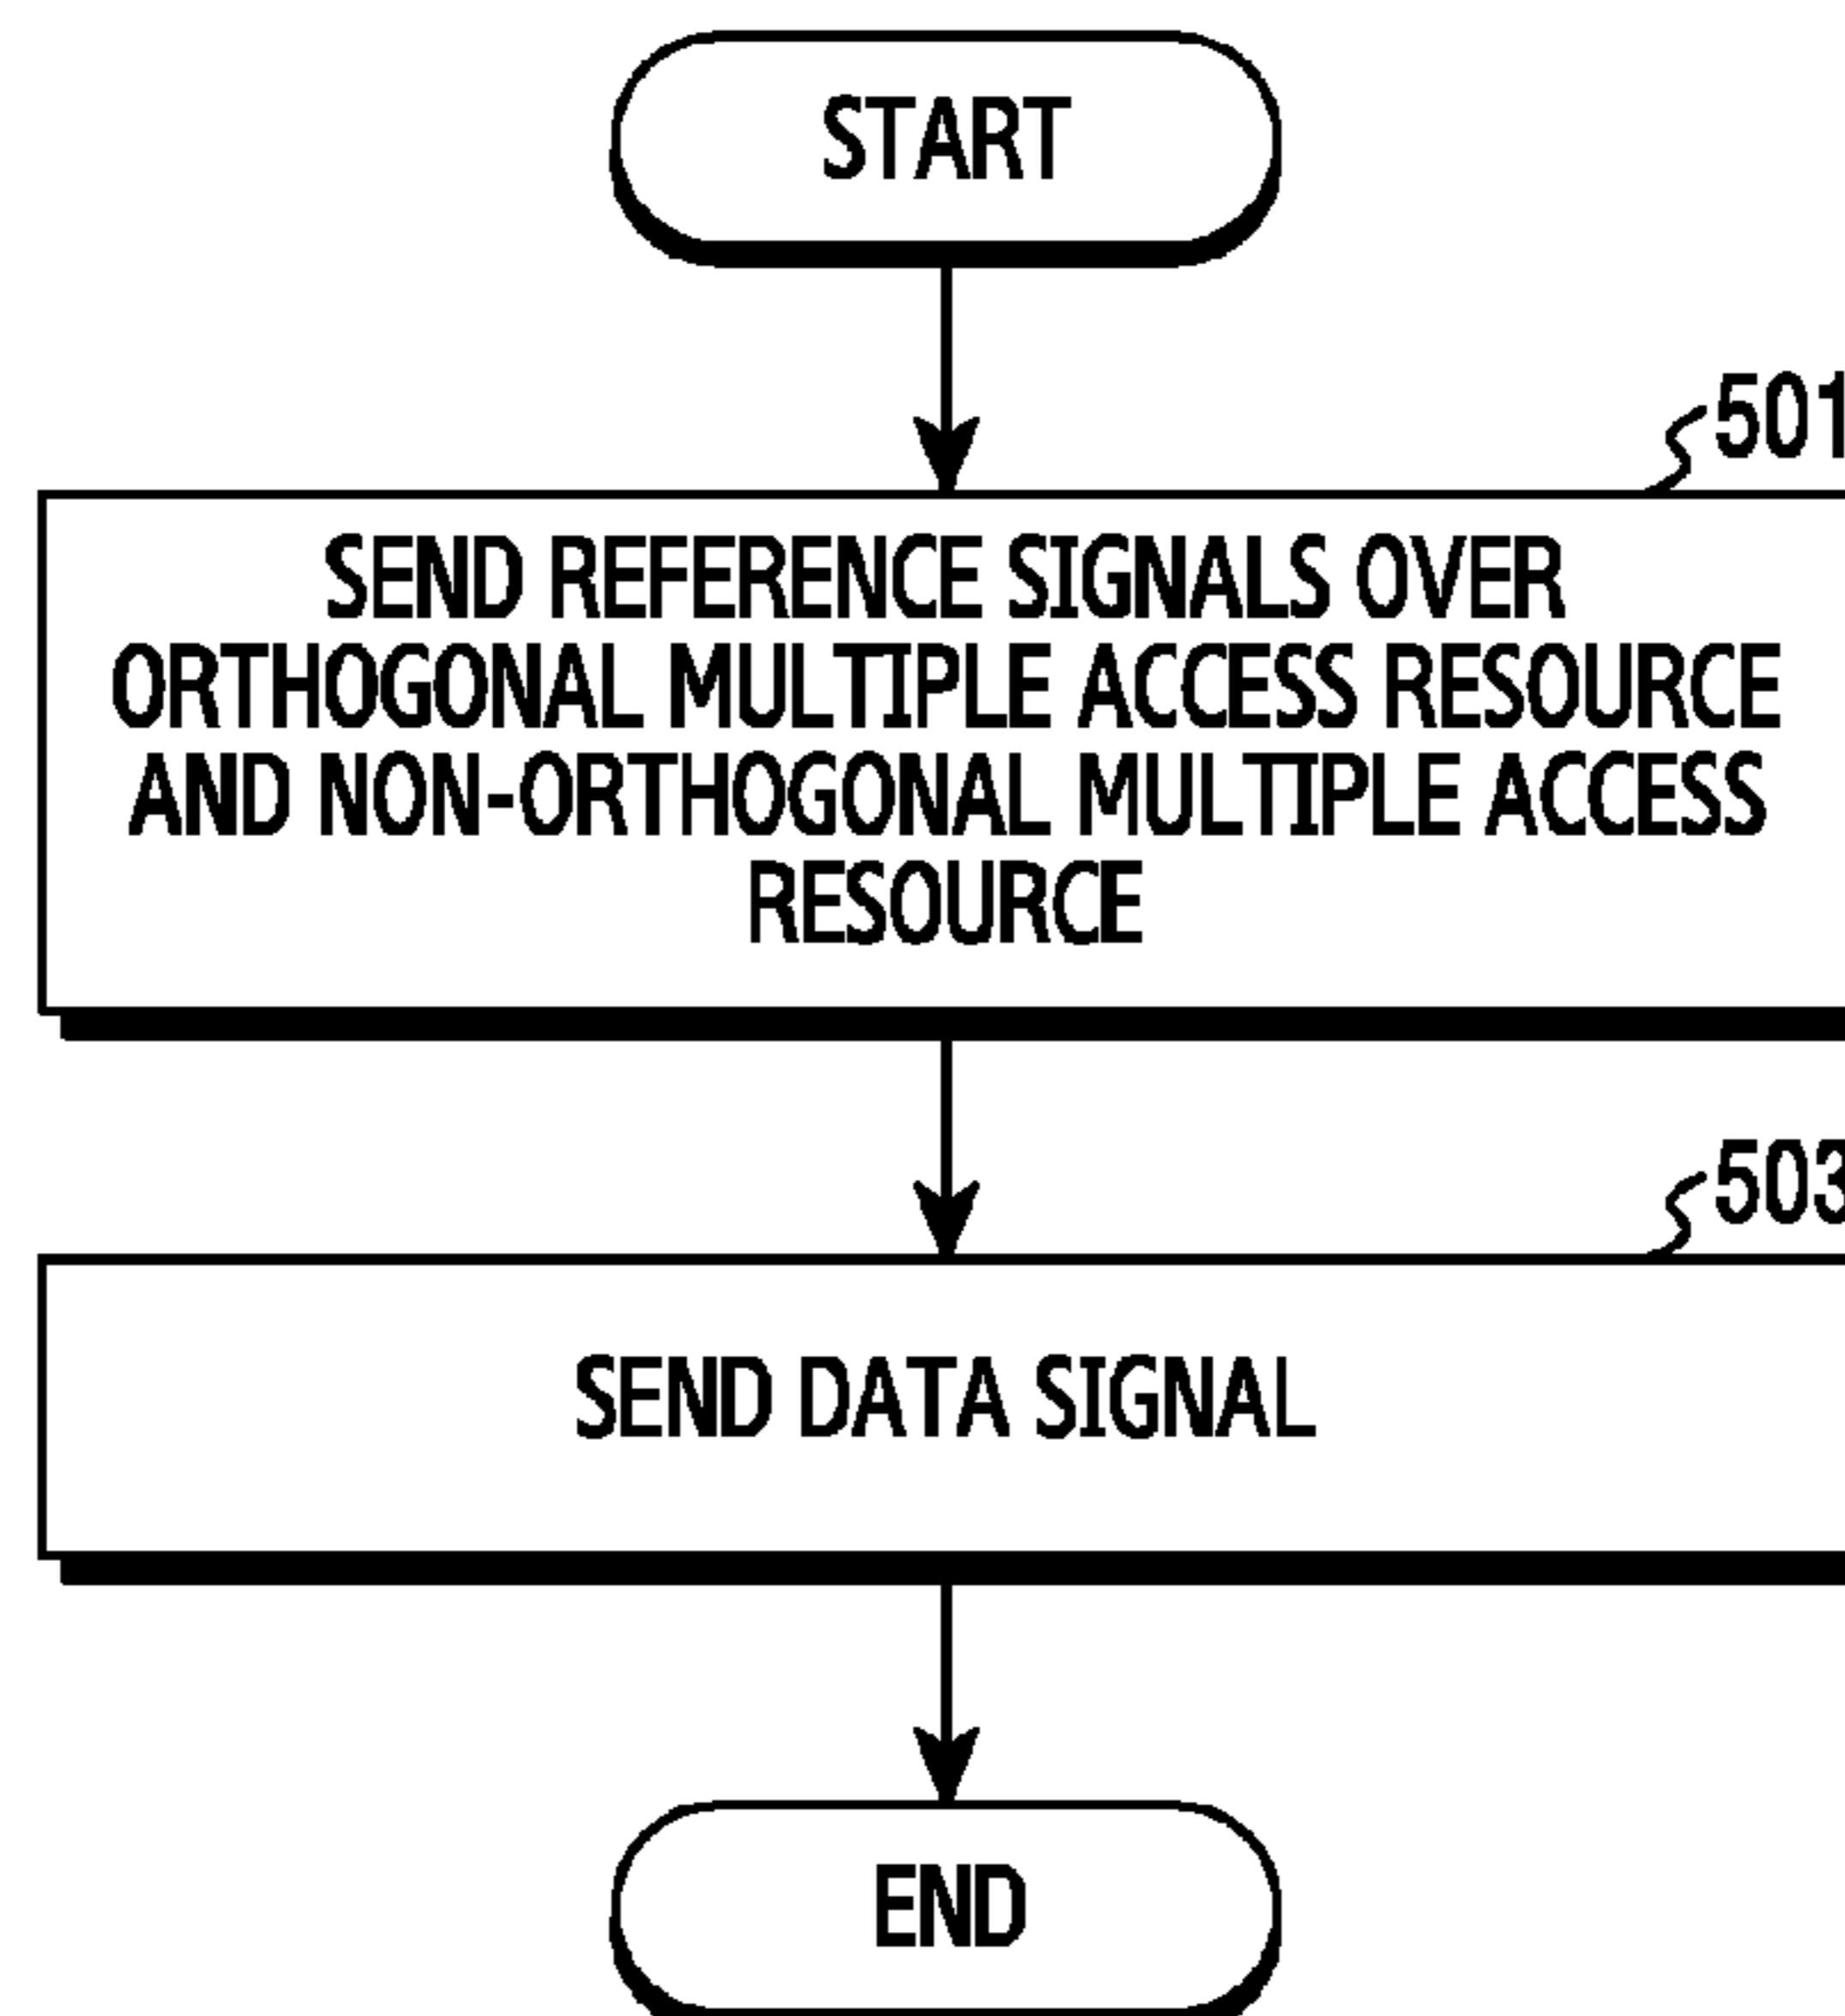 START
501
SEND REFERENCE SIGNALS OVER
ORTHOGONAL MULTIPLE ACCESS RESOURCE
AND NON-ORTHOGONAL MULTIPLE ACCESS
RESOURCE
503
SEND DATA SIGNAL
END